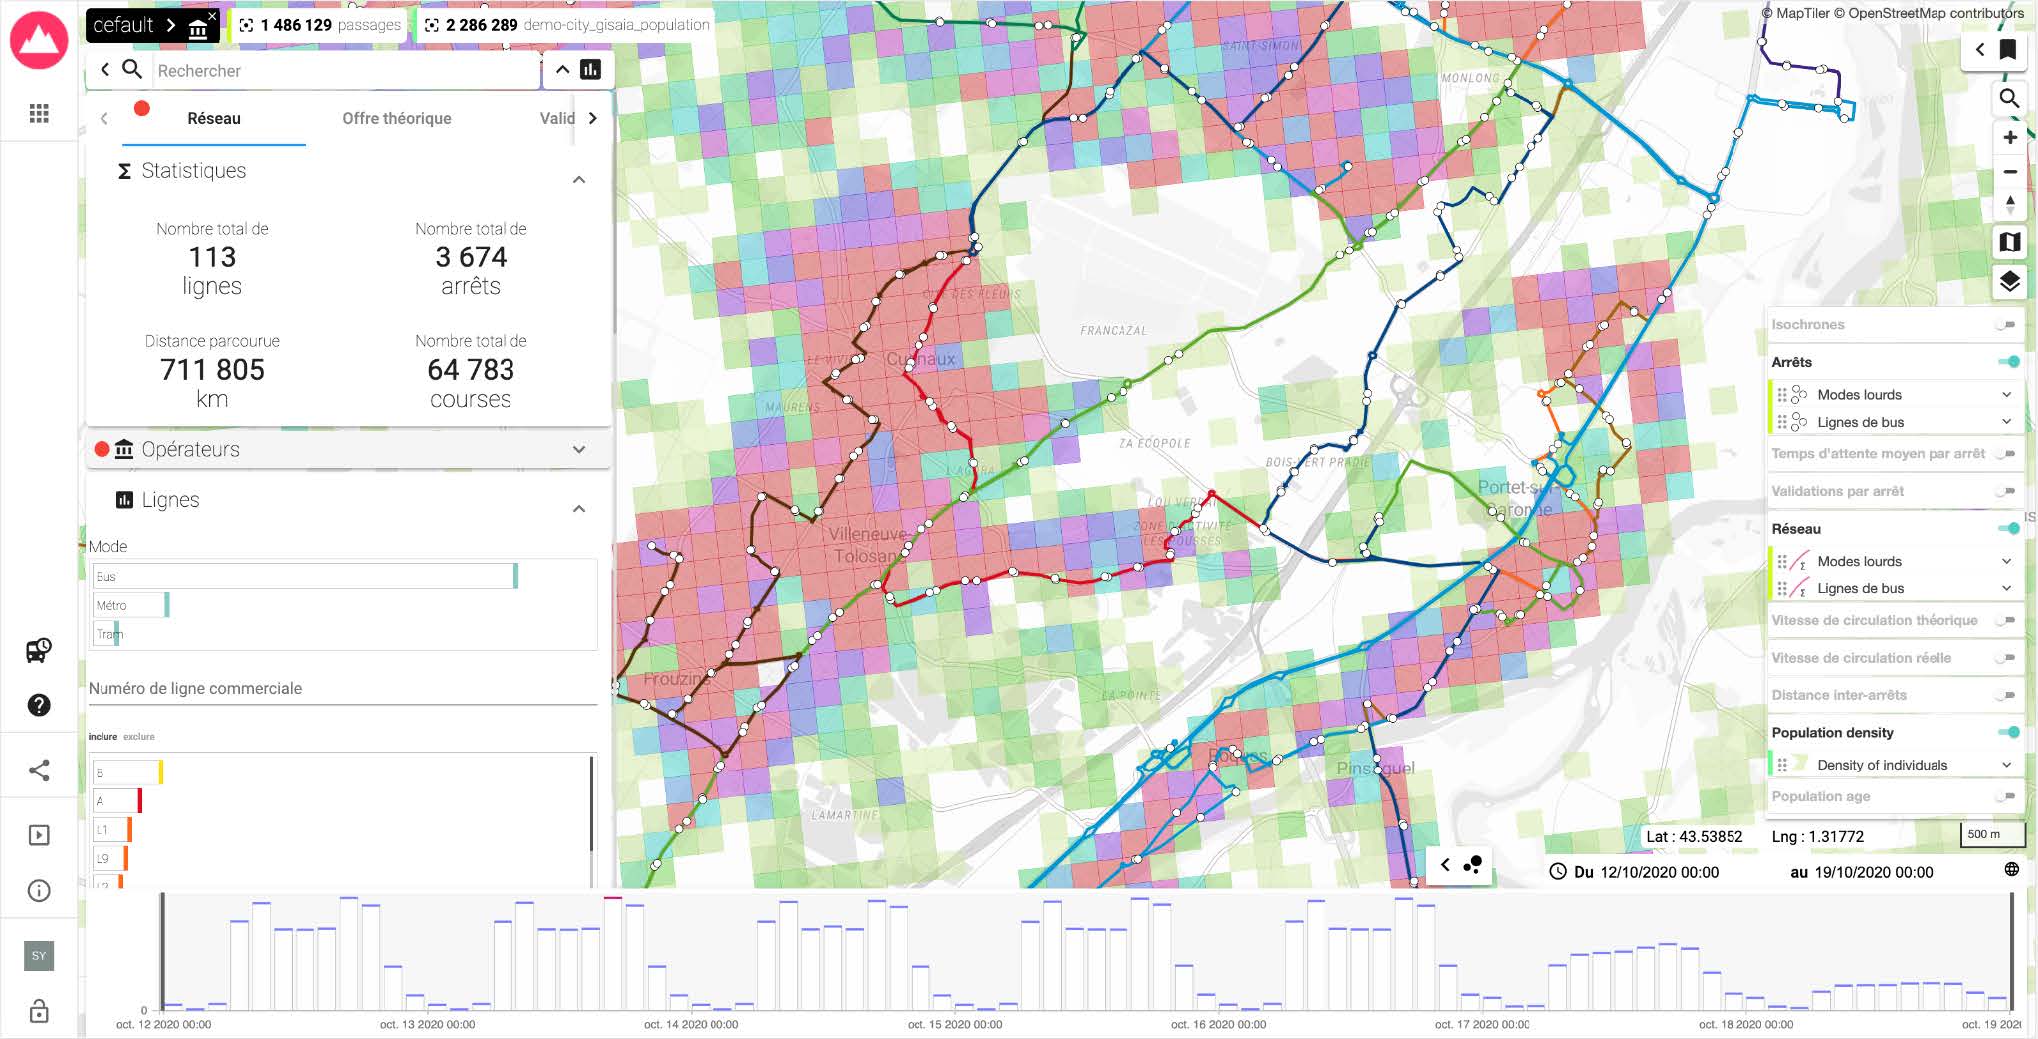 cefault
1 486 129 passages
2 286 289 demo-city_gisaia_population
© MapTiler © OpenStreetMap contributors
Rechercher
Réseau
Offre théorique
Valid
Statistiques
Nombre total de
113
lignes
Nombre total de
3 674
arrêts
Distance parcourue
711 805
km
Nombre total de
64 783
courses
Opérateurs
Lignes
Mode
Bus
Métro
Tram
Numéro de ligne commerciale
inclure exclure
B
A
L1
L9
SAINT-SIMON
MONLONG
FRANCAZAL
Cugnaux
MAURENS
ZA ECOPOLE
L'AGORA
BOIS-VERT PRADIE
Portet-sur-
Garonne
ZONE D'ACTIVITÉ
Villeneuve-
Tolosane
Frouzins
LA POINTE
Roques
Pinsaguel
LAMARTINE
Isochrones
Arrêts
Modes lourds
Lignes de bus
Temps d'attente moyen par arrêt
Validations par arrêt
Réseau
Modes lourds
Lignes de bus
Vitesse de circulation théorique
Vitesse de circulation réelle
Distance inter-arrêts
Population density
Density of individuals
Population age
Lat : 43.53852 Lng : 1.31772
500 m
Du 12/10/2020 00:00 au 19/10/2020 00:00
SY
0
oct. 12 2020 00:00
oct. 13 2020 00:00
oct. 14 2020 00:00
oct. 15 2020 00:00
oct. 16 2020 00:00
oct. 17 2020 00:00
oct. 18 2020 00:00
oct. 19 202